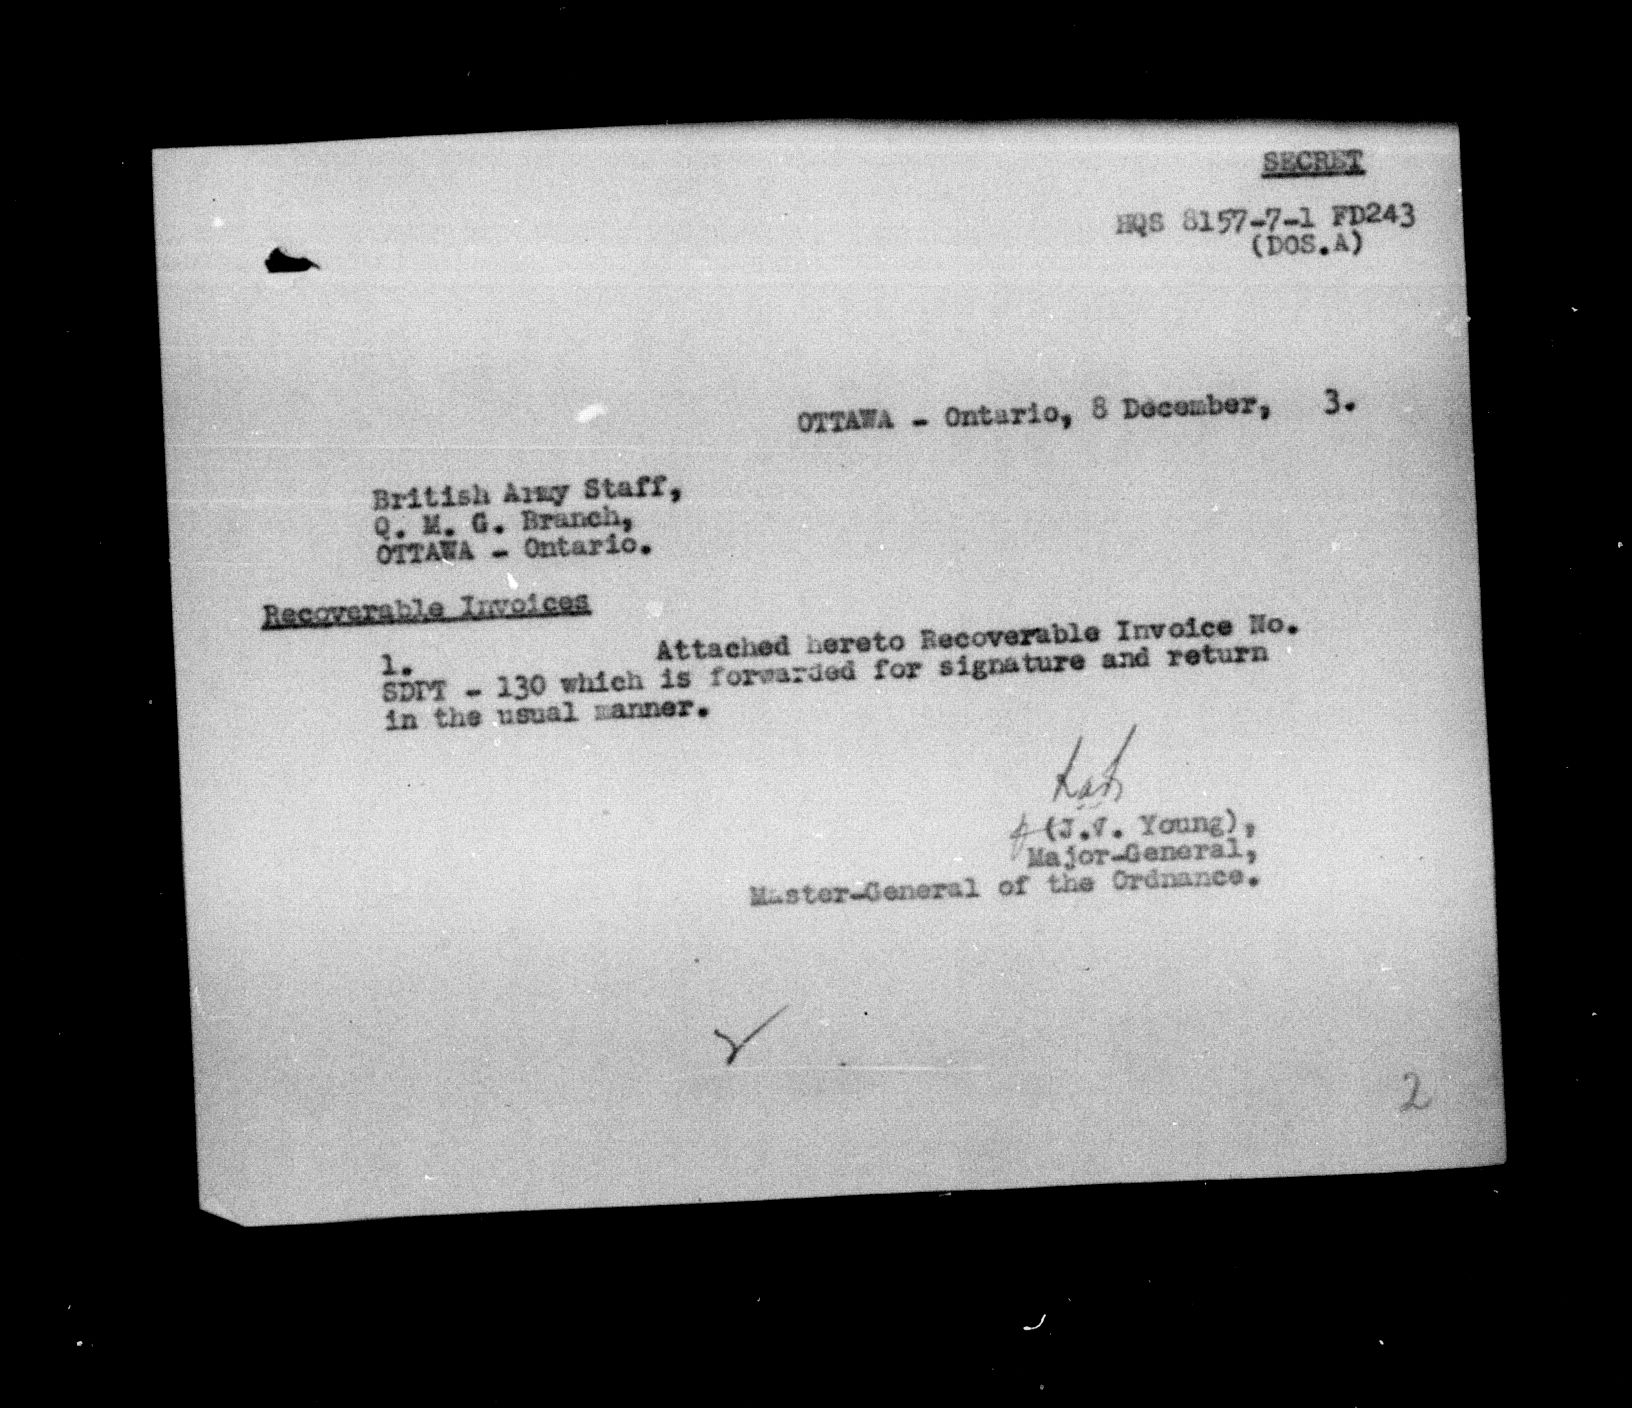 SECRET
HQS 8157-7-1 FD243
(DOS.A)
OTTAWA - Ontario, 8 December, 3.
British Army Staff,
Q. M. G. Branch,
OTTAWA - Ontario.
Recoverable Invoices
1. Attached hereto Recoverable Invoice No.
SDPT - 130 which is forwarded for signature and return
in the usual manner.
(J.V. Young),
Major-General,
Master-General of the Ordnance.
2